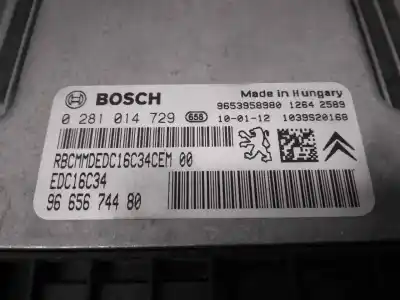 BOSCH
Made in Hungary
9653958980 1264 2589
0 281 014 729 656
10-01-12 1039S20168
RBCMMDEDC16C34CEM 00
EDC16C34
96 656 744 80